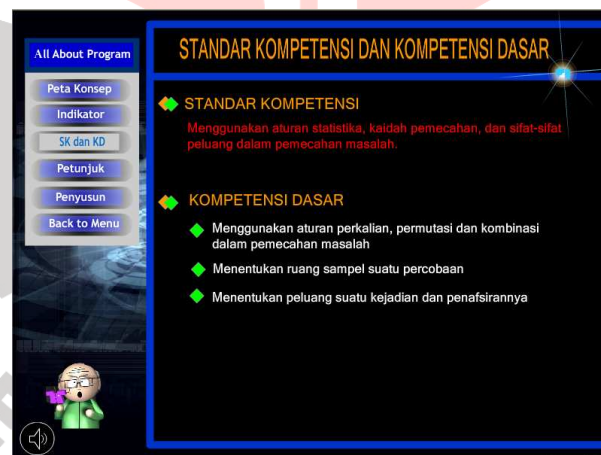 All About Program
Peta Konsep
Indikator
SK dan KD
Petunjuk
Penyusun
Back to Menu
STANDAR KOMPETENSI DAN KOMPETENSI DASAR
STANDAR KOMPETENSI
Menggunakan aturan statistika, kaidah pemecahan, dan sifat-sifat
peluang dalam pemecahan masalah.
KOMPETENSI DASAR
Menggunakan aturan perkalian, permutasi dan kombinasi
dalam pemecahan masalah
Menentukan ruang sampel suatu percobaan
Menentukan peluang suatu kejadian dan penafsirannya